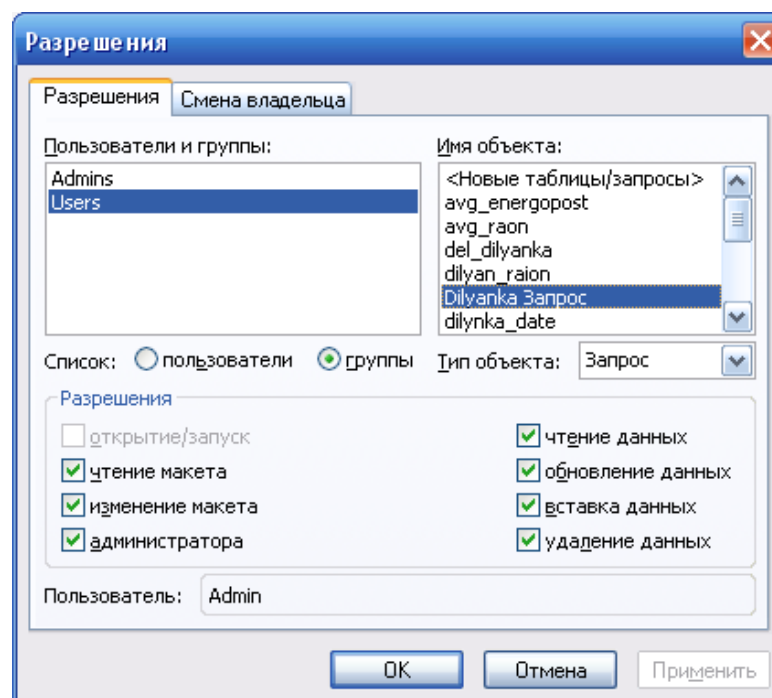 Разрешения
Разрешения
Смена владельца
Пользователи и группы:
Admins
Users
Имя объекта:
<Новые таблицы/запросы>
avg_energopost
avg_raon
del_dilyanka
dilyan_raion
Dilyanka Запрос
dilynka_date
Список: пользователи группы
Тип объекта: Запрос
Разрешения
открытие/запуск
чтение макета
изменение макета
администратора
чтение данных
обновление данных
вставка данных
удаление данных
Пользователь: Admin
ОК
Отмена
Применить